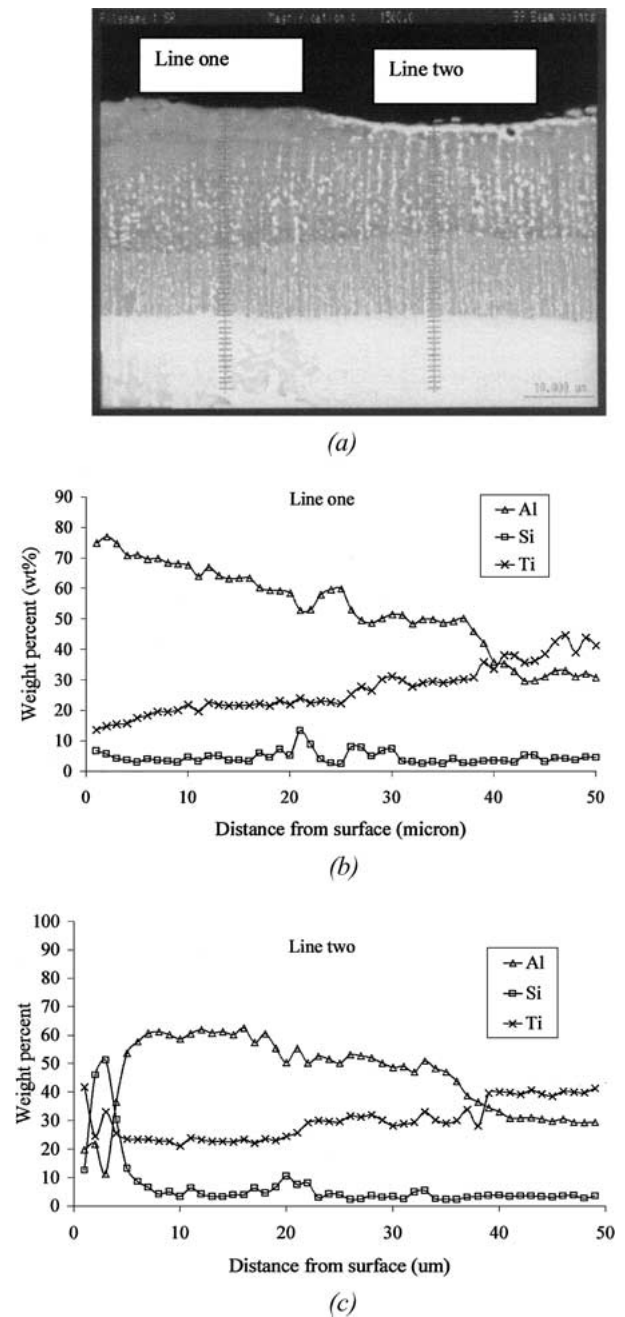 Magnification : 1500.0
Line one
Line two
(a)
Line one
Al
Si
Ti
Weight percent (wt%)
90
80
70
60
50
40
30
20
10
0
0 10 20 30 40 50
Distance from surface (micron)
(b)
Line two
Al
Si
Ti
Weight percent
100
90
80
70
60
50
40
30
20
10
0
0 10 20 30 40 50
Distance from surface (um)
(c)